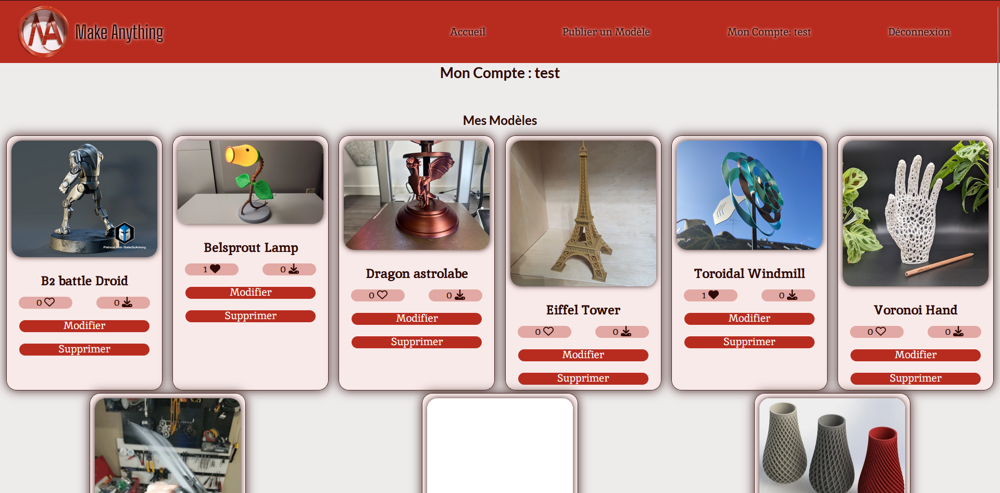 MA Make Anything
Accueil
Publier un Modèle
Mon Compte: test
Déconnexion
Mon Compte : test
Mes Modèles
Patreon.com/GalacticArmory
B2 battle Droid
0
0
Modifier
Supprimer
Belsprout Lamp
1
0
Modifier
Supprimer
Dragon astrolabe
0
0
Modifier
Supprimer
Eiffel Tower
0
0
Modifier
Supprimer
Toroidal Windmill
1
0
Modifier
Supprimer
Voronoi Hand
0
0
Modifier
Supprimer